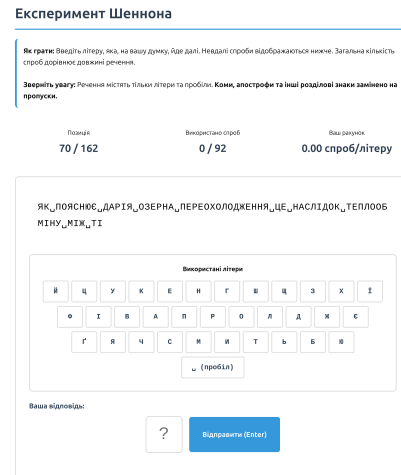 Експеримент Шеннона
Як грати: Введіть літеру, яка, на вашу думку, йде далі. Невдалі спроби відображаються нижче. Загальна кількість
спроб дорівнює довжині речення.
Зверніть увагу: Речення містять тільки літери та пробіли. Коми, апострофи та інші розділові знаки замінено на
пропуски.
Позиція
Використано спроб
Ваш рахунок
70 / 162
0 / 92
0.00 спроб/літеру
ЯК␣ПОЯСНЮЄ␣ДАРІЯ␣ОЗЕРНА␣ПЕРЕОХОЛОДЖЕННЯ␣ЦЕ␣НАСЛІДОК␣ТЕПЛООБ
МІНУ␣МІЖ␣ТІ
Використані літери
Й Ц У К Е Н Г Ш Щ З Х Ї
Ф І В А П Р О Л Д Ж Є
Ґ Я Ч С М И Т Ь Б Ю
␣ (пробіл)
Ваша відповідь:
?
Відправити (Enter)